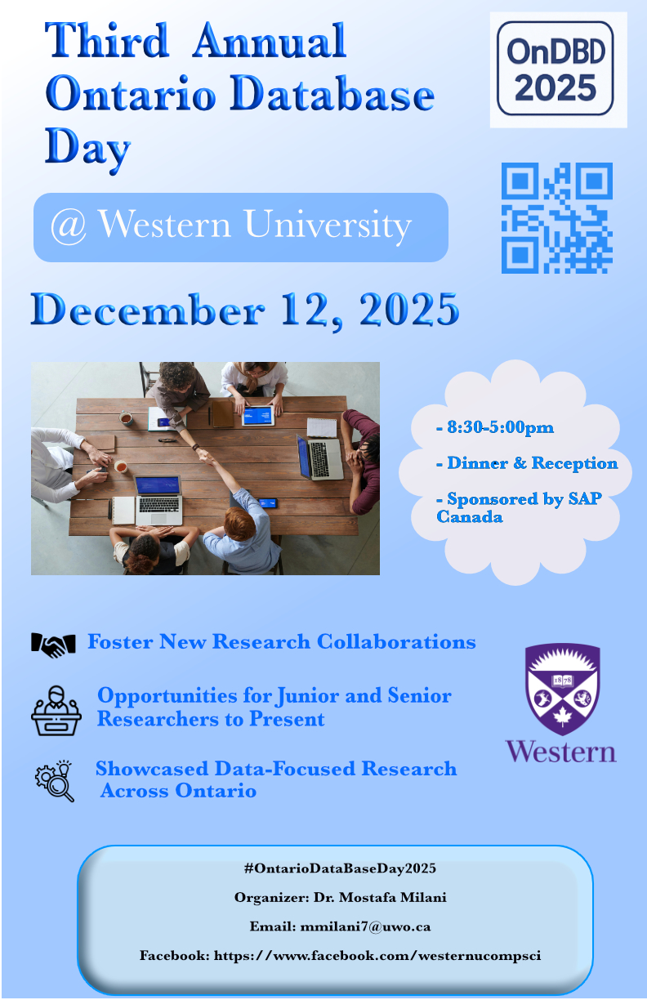 Third Annual
Ontario Database
Day
OnDBD
2025
@ Western University
December 12, 2025
- 8:30-5:00pm
- Dinner & Reception
- Sponsored by SAP
Canada
Foster New Research Collaborations
Opportunities for Junior and Senior
Researchers to Present
Showcased Data-Focused Research
Across Ontario
1878
Western
#OntarioDataBaseDay2025
Organizer: Dr. Mostafa Milani
Email: mmilani7@uwo.ca
Facebook: https://www.facebook.com/westernucompsci